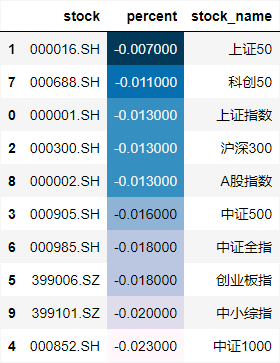 stock percent stock_name
1 000016.SH -0.007000 上证50
7 000688.SH -0.011000 科创50
0 000001.SH -0.013000 上证指数
2 000300.SH -0.013000 沪深300
8 000002.SH -0.013000 A股指数
3 000905.SH -0.016000 中证500
6 000985.SH -0.018000 中证全指
5 399006.SZ -0.018000 创业板指
9 399101.SZ -0.020000 中小综指
4 000852.SH -0.023000 中证1000